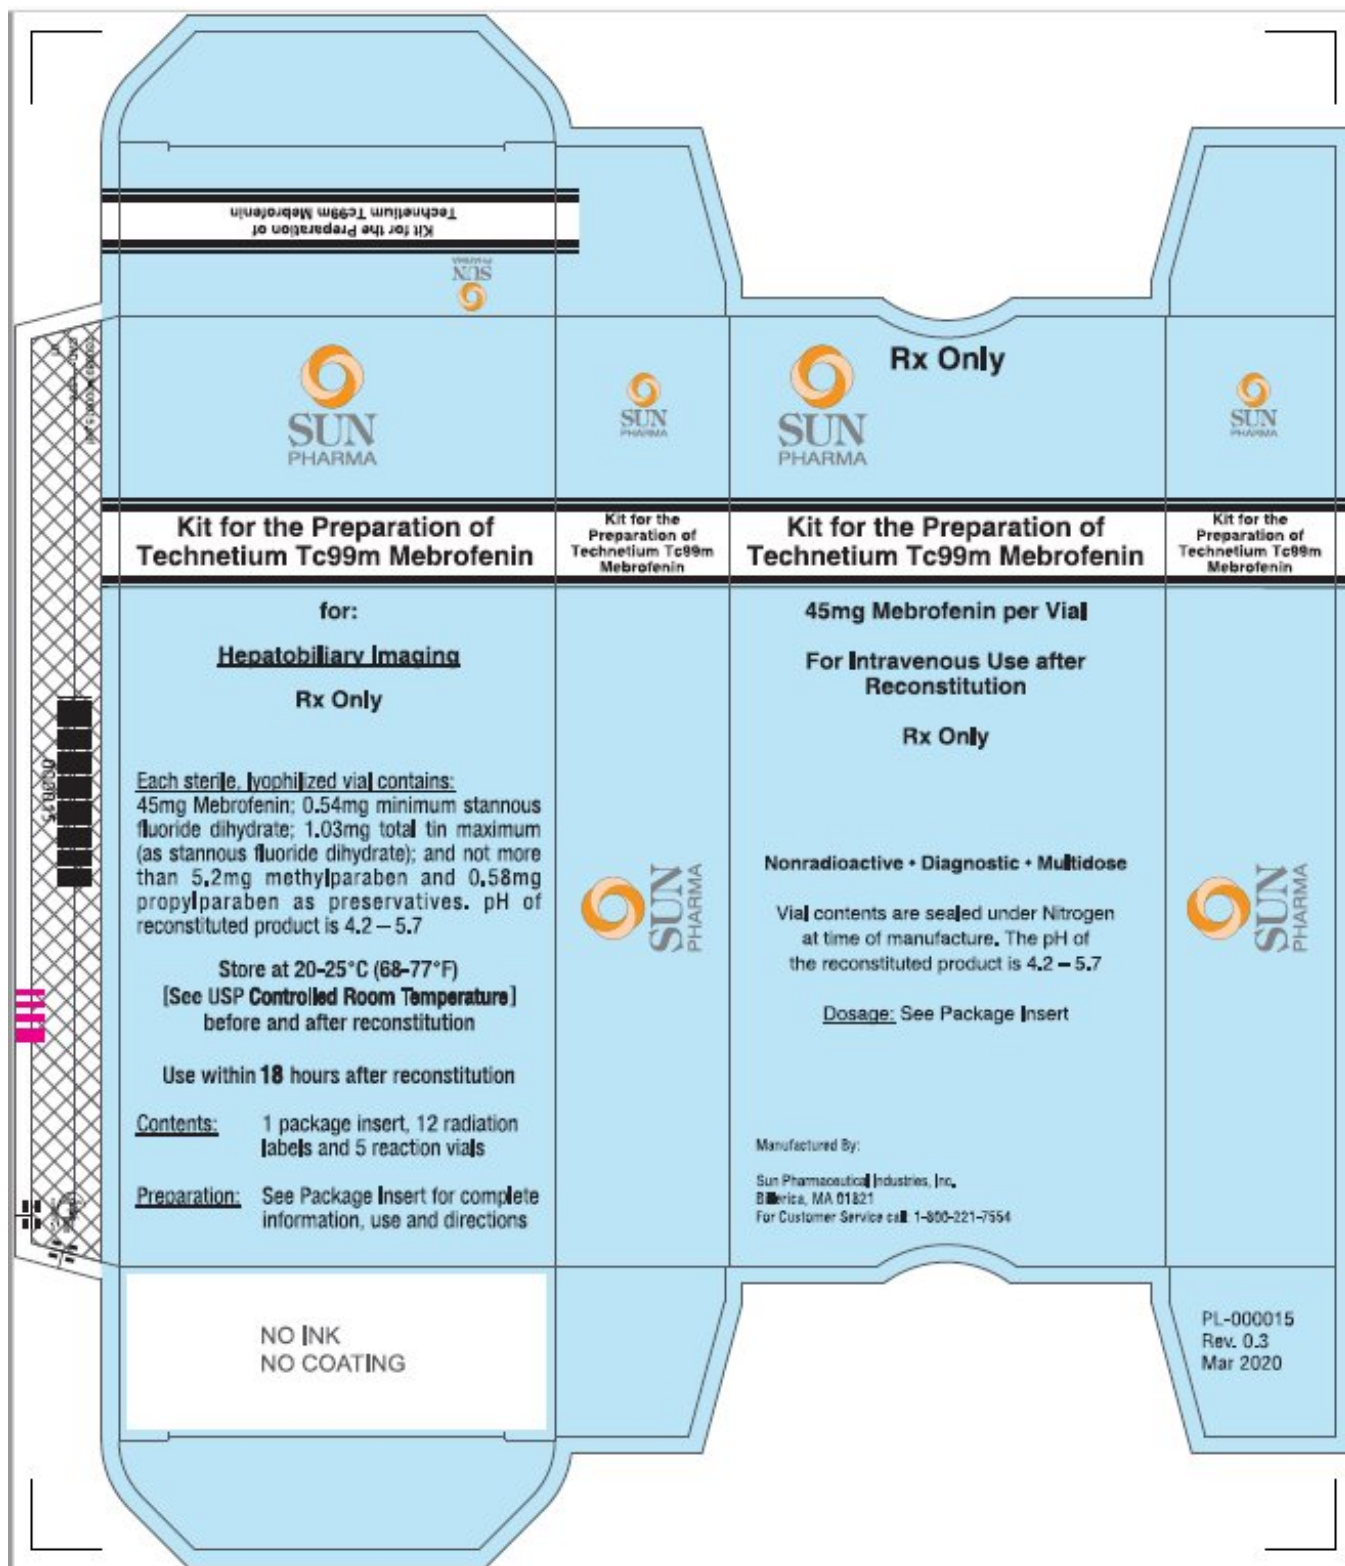 Kit for the Preparation of
Technetium Tc99m Mebrofenin
SUN
PHARMA
SUN
PHARMA
Kit for the Preparation of
Technetium Tc99m Mebrofenin
for:
Hepatobiliary Imaging
Rx Only
Each sterile, lyophilized vial contains:
45mg Mebrofenin; 0.54mg minimum stannous
fluoride dihydrate; 1.03mg total tin maximum
(as stannous fluoride dihydrate); and not more
than 5.2mg methylparaben and 0.58mg
propylparaben as preservatives. pH of
reconstituted product is 4.2 – 5.7
Store at 20-25°C (68-77°F)
[See USP Controlled Room Temperature]
before and after reconstitution
Use within 18 hours after reconstitution
Contents: 1 package insert, 12 radiation
labels and 5 reaction vials
Preparation: See Package Insert for complete
information, use and directions
NO INK
NO COATING
SUN
PHARMA
Kit for the
Preparation of
Technetium Tc99m
Mebrofenin
SUN
PHARMA
SUN
PHARMA
Rx Only
Kit for the Preparation of
Technetium Tc99m Mebrofenin
45mg Mebrofenin per Vial
For Intravenous Use after
Reconstitution
Rx Only
Nonradioactive • Diagnostic • Multidose
Vial contents are sealed under Nitrogen
at time of manufacture. The pH of
the reconstituted product is 4.2 – 5.7
Dosage: See Package Insert
Manufactured By:
Sun Pharmaceutical Industries, Inc.
Billerica, MA 01821
For Customer Service call 1-800-221-7554
SUN
PHARMA
Kit for the
Preparation of
Technetium Tc99m
Mebrofenin
SUN
PHARMA
PL-000015
Rev. 0.3
Mar 2020